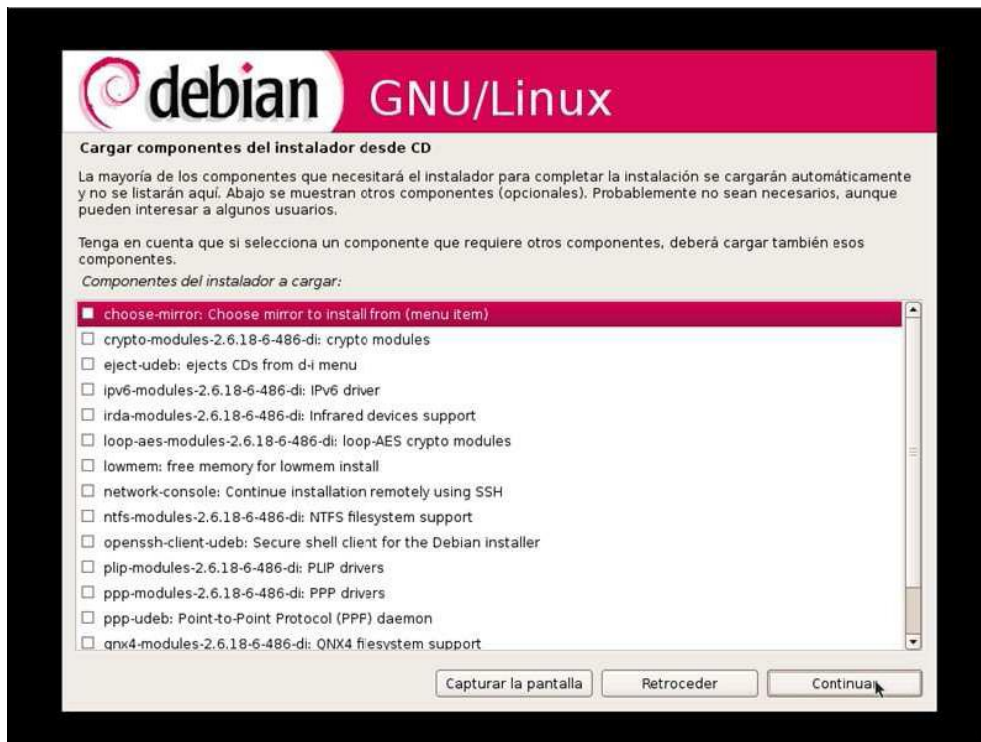 debian GNU/Linux
Cargar componentes del instalador desde CD
La mayoría de los componentes que necesitará el instalador para completar la instalación se cargarán automáticamente
y no se listarán aquí. Abajo se muestran otros componentes (opcionales). Probablemente no sean necesarios, aunque
pueden interesar a algunos usuarios.
Tenga en cuenta que si selecciona un componente que requiere otros componentes, deberá cargar también esos
componentes.
Componentes del instalador a cargar:
choose-mirror: Choose mirror to install from (menu item)
crypto-modules-2.6.18-6-486-di: crypto modules
eject-udeb: ejects CDs from d-i menu
ipv6-modules-2.6.18-6-486-di: IPv6 driver
irda-modules-2.6.18-6-486-di: Infrared devices support
loop-aes-modules-2.6.18-6-486-di: loop-AES crypto modules
lowmem: free memory for lowmem install
network-console: Continue installation remotely using SSH
ntfs-modules-2.6.18-6-486-di: NTFS filesystem support
openssh-client-udeb: Secure shell client for the Debian installer
plip-modules-2.6.18-6-486-di: PLIP drivers
ppp-modules-2.6.18-6-486-di: PPP drivers
ppp-udeb: Point-to-Point Protocol (PPP) daemon
qnx4-modules-2.6.18-6-486-di: QNX4 filesystem support
Capturar la pantalla Retroceder Continuar